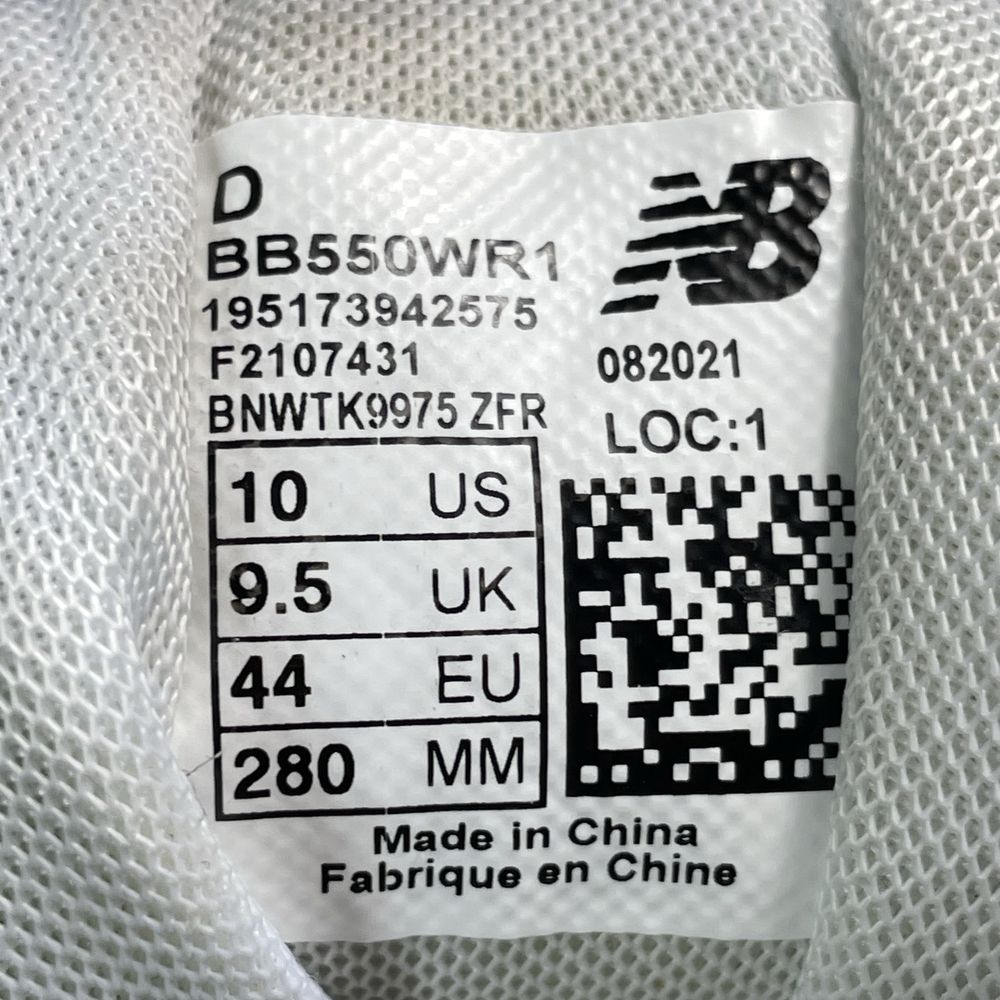 D
NB
BB550WR1
195173942575
F2107431
082021
BNWTK9975 ZFR
LOC:1
10 US
9.5 UK
44 EU
280 MM
Made in China
Fabrique en Chine